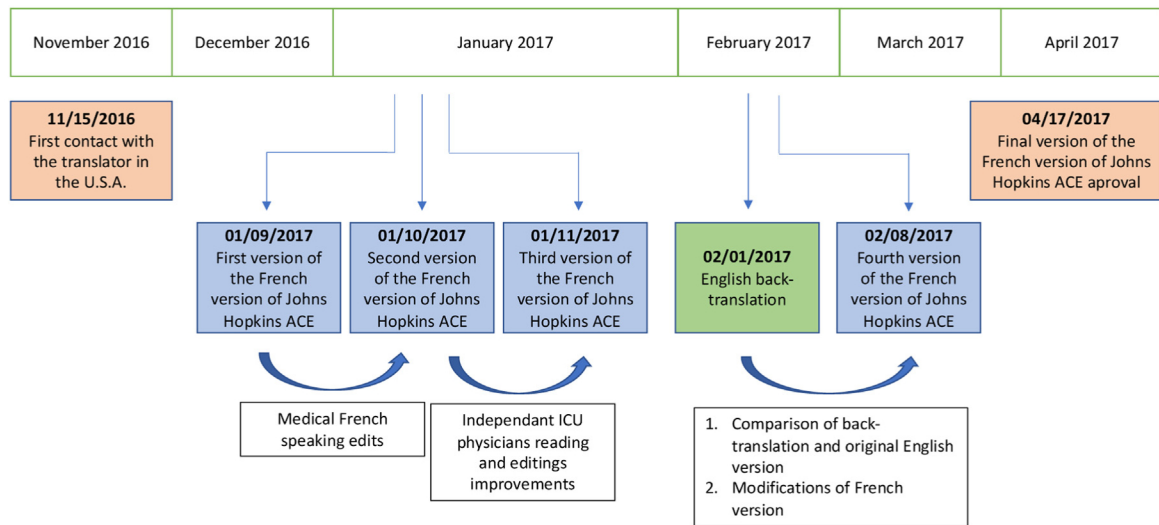 November 2016
December 2016
January 2017
February 2017
March 2017
April 2017
11/15/2016
First contact with
the translator in
the U.S.A.
04/17/2017
Final version of the
French version of Johns
Hopkins ACE aproval
01/09/2017
First version of
the French
version of Johns
Hopkins ACE
01/10/2017
Second version
of the French
version of Johns
Hopkins ACE
01/11/2017
Third version of
the French
version of Johns
Hopkins ACE
02/01/2017
English back-
translation
02/08/2017
Fourth version
of the French
version of Johns
Hopkins ACE
Medical French
speaking edits
Independant ICU
physicians reading
and editings
improvements
1. Comparison of back-
translation and original English
version
2. Modifications of French
version